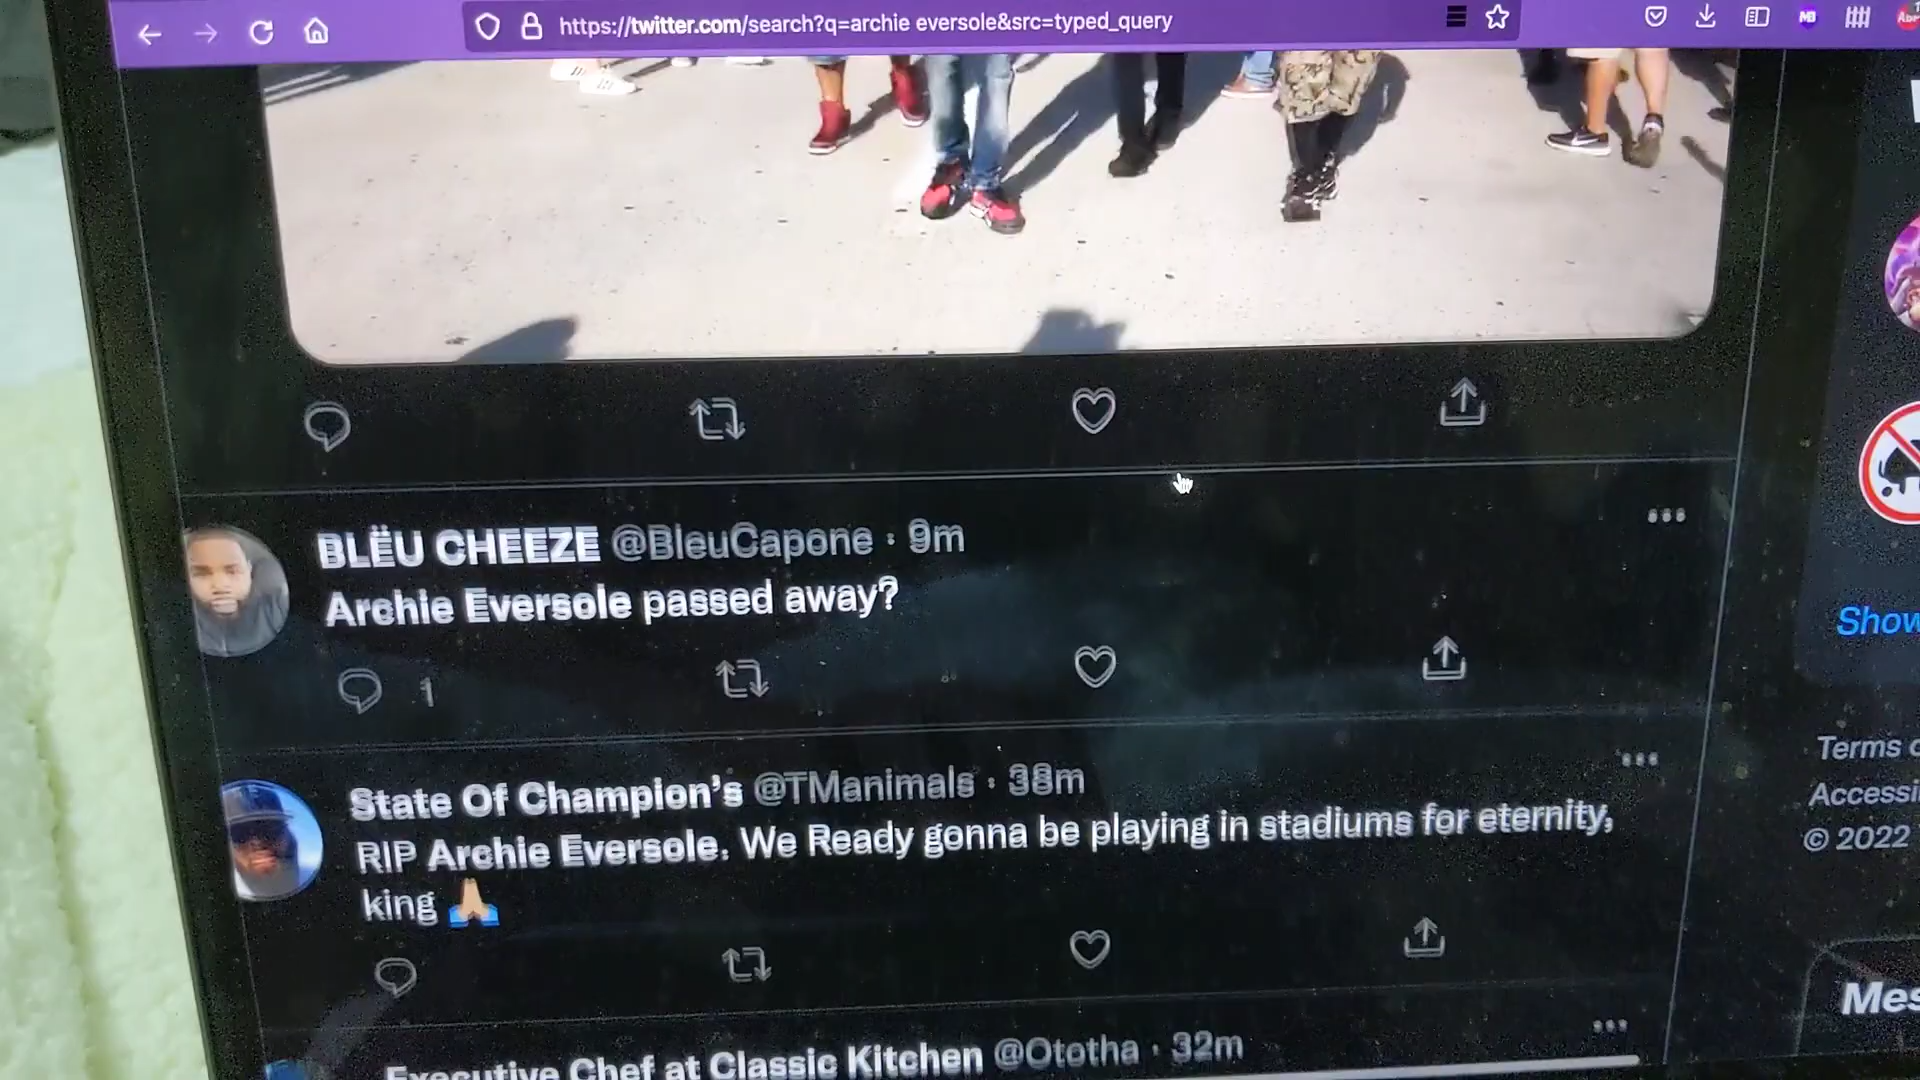 https://twitter.com/search?q=archie eversole&src=typed_query
BLËU CHEEZE @BleuCapone · 9m
Archie Eversole passed away?
1
State Of Champion's @TManimals · 38m
RIP Archie Eversole. We Ready gonna be playing in stadiums for eternity,
king
Executive Chef at Classic Kitchen @Ototha · 32m
Show
Terms o
Accessi
© 2022
Mes